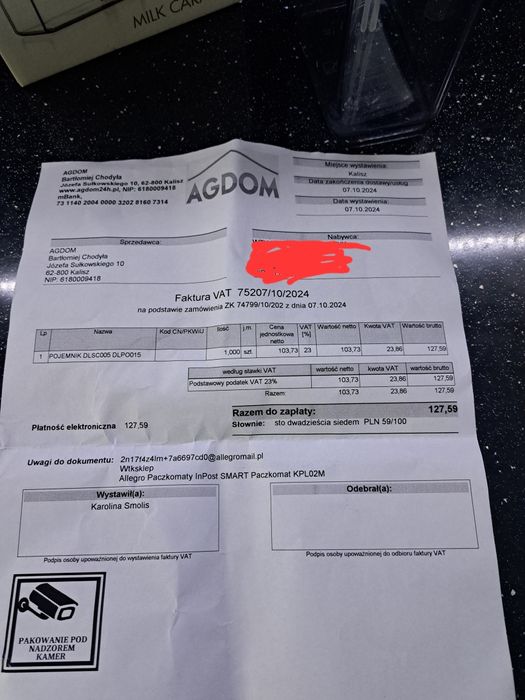 MILK CAR
AGDOM
Bartłomiej Chodyła
Józefa Sułkowskiego 10, 62-800 Kalisz
www.agdom24h.pl, NIP: 6180009418
mBank,
73 1140 2004 0000 3202 8160 7314
AGDOM
Miejsce wystawienia:
Kalisz
Data zakończenia dostawy/usług
07.10.2024
Data wystawienia:
07.10.2024
Sprzedawca:
AGDOM
Bartłomiej Chodyła
Józefa Sułkowskiego 10
62-800 Kalisz
NIP: 6180009418
Nabywca:
Faktura VAT 75207/10/2024
na podstawie zamówienia ZK 74799/10/202 z dnia 07.10.2024
Lp Nazwa Kod CN/PKWiU Ilość j.m. Cena jednostkowa netto VAT [%] Wartość netto Kwota VAT Wartość brutto
1 POJEMNIK DLSC005 DLPO015 1,000 szt. 103,73 23 103,73 23,86 127,59
według stawki VAT wartość netto kwota VAT wartość brutto
Podstawowy podatek VAT 23% 103,73 23,86 127,59
Razem: 103,73 23,86 127,59
Płatność elektroniczna 127,59
Razem do zapłaty: 127,59
Słownie: sto dwadzieścia siedem PLN 59/100
Uwagi do dokumentu: 2n17f4z4lm+7a6697cd0@allegromail.pl
Wtksklep
Allegro Paczkomaty InPost SMART Paczkomat KPL02M
Wystawił(a):
Karolina Smolis
Podpis osoby upoważnionej do wystawienia faktury VAT
Odebrał(a):
Podpis osoby upoważnionej do odbioru faktury VAT
PAKOWANIE POD
NADZOREM
KAMER